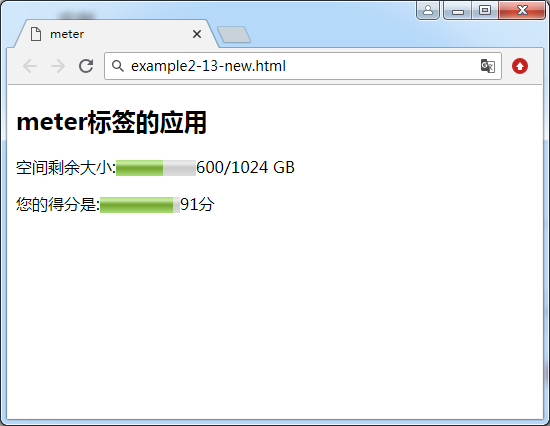 meter
example2-13-new.html
meter标签的应用
空间剩余大小:600/1024 GB
您的得分是:91分